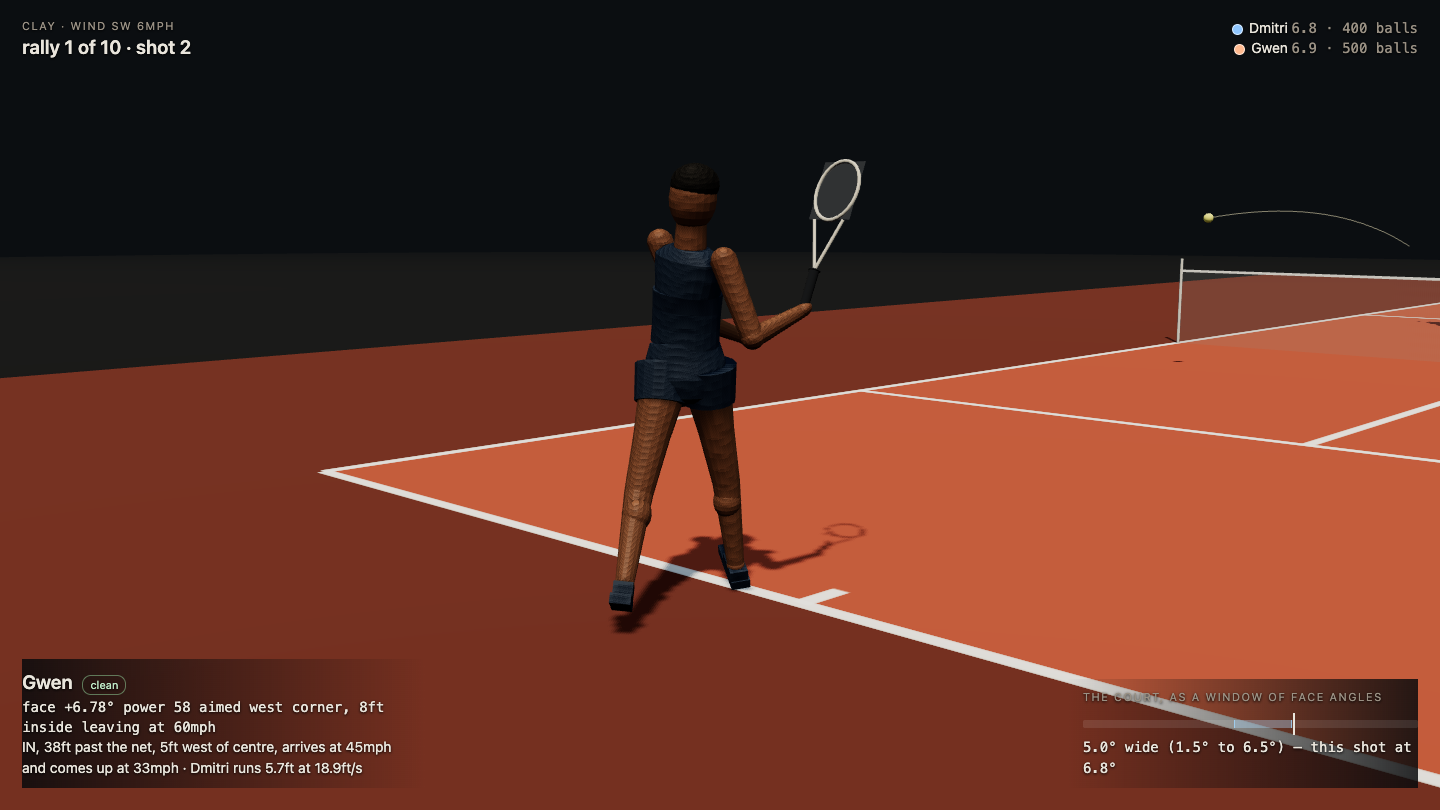 CLAY · WIND SW 6MPH
rally 1 of 10 · shot 2
Dmitri 6.8 · 400 balls
Gwen 6.9 · 500 balls
Gwen clean
face +6.78° power 58 aimed west corner, 8ft
inside leaving at 60mph
IN, 38ft past the net, 5ft west of centre, arrives at 45mph
and comes up at 33mph · Dmitri runs 5.7ft at 18.9ft/s
THE COURT, AS A WINDOW OF FACE ANGLES
5.0° wide (1.5° to 6.5°) — this shot at
6.8°